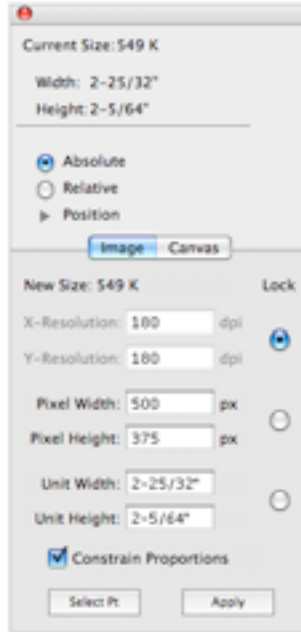 Current Size: 549 K
Width: 2-25/32"
Height: 2-5/64"
Absolute
Relative
Position
Image Canvas
New Size: 549 K Lock
X-Resolution: 180 dpi
Y-Resolution: 180 dpi
Pixel Width: 500 px
Pixel Height: 375 px
Unit Width: 2-25/32"
Unit Height: 2-5/64"
Constrain Proportions
Select Pt Apply